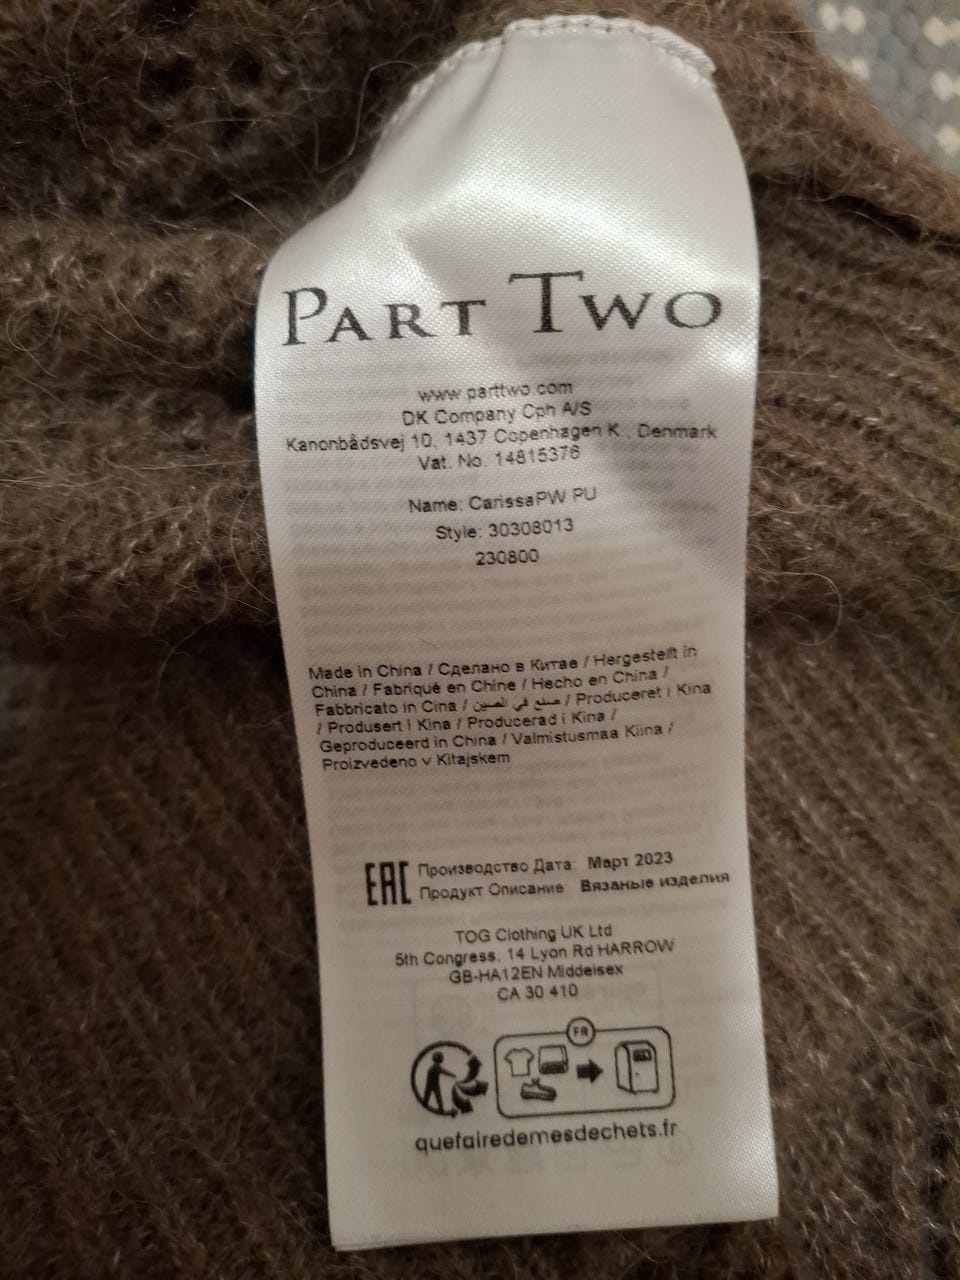 PART TWO
www.parttwo.com
DK Company Cph A/S
Kanonbådsvej 10, 1437 Copenhagen K., Denmark
Vat. No. 14815376
Name: CarissaPW PU
Style: 30308013
230800
Made in China / Сделано в Китае / Hergestellt in
China / Fabriqué en Chine / Hecho en China /
Fabbricato in Cina / صنع في الصين / Produceret i Kina
/ Produsert i Kina / Producerad i Kina /
Geproduceerd in China / Valmistusmaa Kiina /
Proizvedeno v Kitajskem
EAC Производство Дата: Март 2023
Продукт Описание: Вязаные изделия
TOG Clothing UK Ltd
5th Congress, 14 Lyon Rd HARROW
GB-HA12EN Middelsex
CA 30 410
FR
quefairedemesdechets.fr